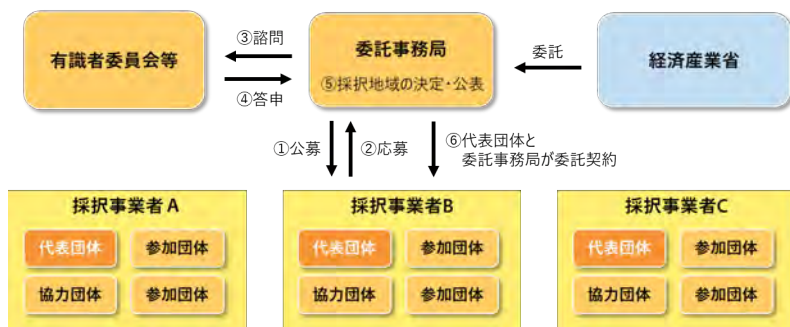 有識者委員会等
③諮問
④答申
委託事務局
⑤採択地域の決定・公表
委託
経済産業省
①公募
②応募
⑥代表団体と
委託事務局が委託契約
採択事業者A
代表団体
参加団体
協力団体
参加団体
採択事業者B
代表団体
参加団体
協力団体
参加団体
採択事業者C
代表団体
参加団体
協力団体
参加団体